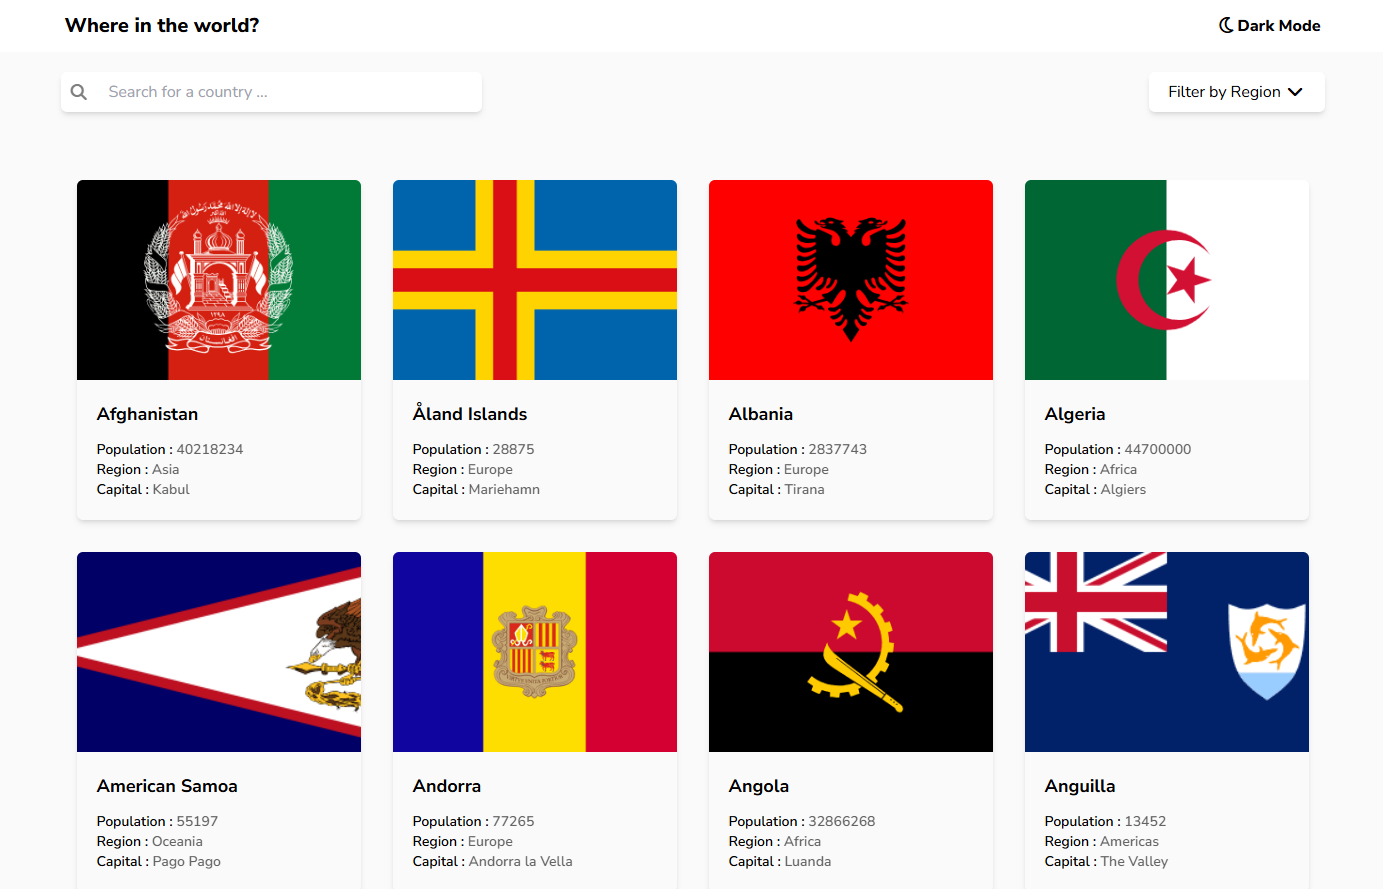 Where in the world?
Dark Mode
Search for a country ...
Filter by Region
Afghanistan
Population : 40218234
Region : Asia
Capital : Kabul
Åland Islands
Population : 28875
Region : Europe
Capital : Mariehamn
Albania
Population : 2837743
Region : Europe
Capital : Tirana
Algeria
Population : 44700000
Region : Africa
Capital : Algiers
American Samoa
Population : 55197
Region : Oceania
Capital : Pago Pago
Andorra
Population : 77265
Region : Europe
Capital : Andorra la Vella
Angola
Population : 32866268
Region : Africa
Capital : Luanda
Anguilla
Population : 13452
Region : Americas
Capital : The Valley